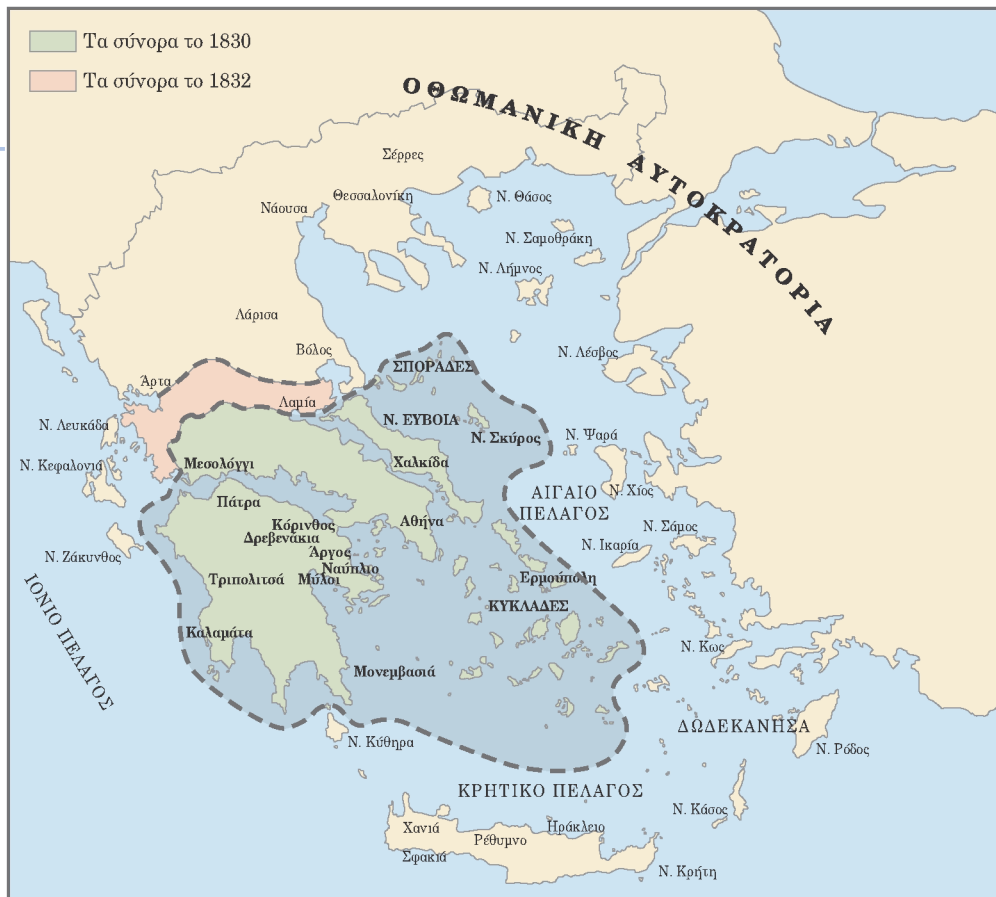 Τα σύνορα το 1830
Τα σύνορα το 1832
ΟΘΩΜΑΝΙΚΗ ΑΥΤΟΚΡΑΤΟΡΙΑ
Σέρρες
Θεσσαλονίκη
Ν. Θάσος
Νάουσα
Ν. Σαμοθράκη
Ν. Λήμνος
Λάρισα
Βόλος
Ν. Λέσβος
ΣΠΟΡΑΔΕΣ
Άρτα
Λαμία
Ν. ΕΥΒΟΙΑ
Ν. Λευκάδα
Ν. Σκύρος
Ν. Ψαρά
Ν. Κεφαλονιά
Μεσολόγγι
Χαλκίδα
Ν. Χίος
ΑΙΓΑΙΟ
ΠΕΛΑΓΟΣ
Πάτρα
Κόρινθος
Αθήνα
Ν. Σάμος
Δρεβενάκια
Ν. Ικαρία
Άργος
Ν. Ζάκυνθος
Ναύπλιο
Τριπολιτσά
Μύλοι
Ερμούπολη
ΚΥΚΛΑΔΕΣ
ΙΟΝΙΟ ΠΕΛΑΓΟΣ
Καλαμάτα
Ν. Κως
Μονεμβασιά
ΔΩΔΕΚΑΝΗΣΑ
Ν. Κύθηρα
Ν. Ρόδος
ΚΡΗΤΙΚΟ ΠΕΛΑΓΟΣ
Ν. Κάσος
Χανιά
Ηράκλειο
Ρέθυμνο
Σφακιά
Ν. Κρήτη